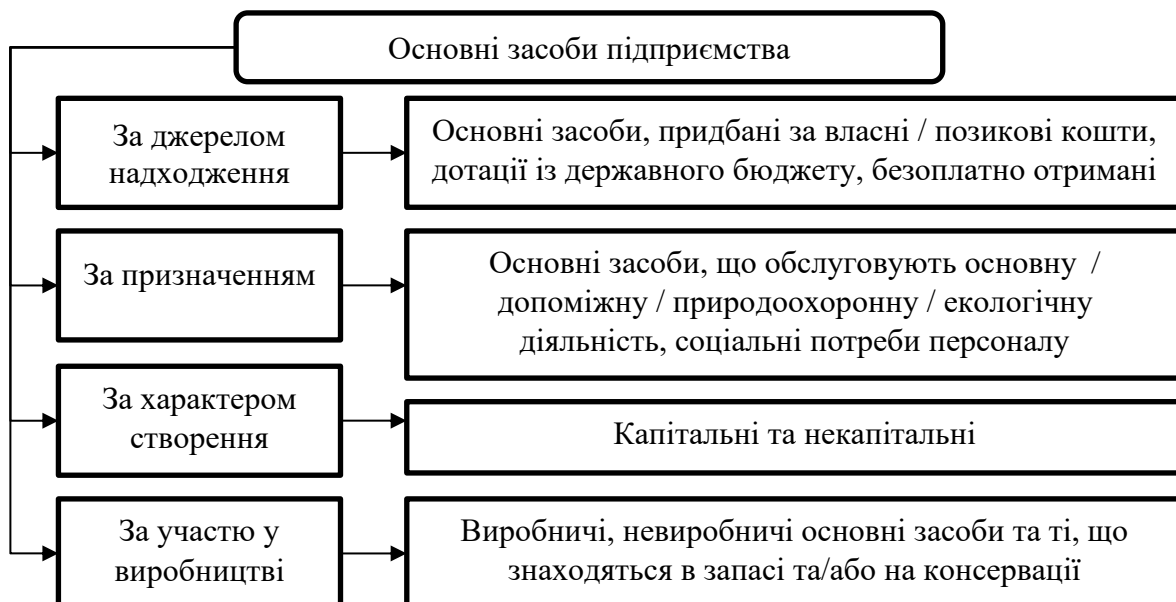 Основні засоби підприємства
За джерелом
надходження
Основні засоби, придбані за власні / позикові кошти,
дотації із державного бюджету, безоплатно отримані
За призначенням
Основні засоби, що обслуговують основну /
допоміжну / природоохоронну / екологічну
діяльність, соціальні потреби персоналу
За характером
створення
Капітальні та некапітальні
За участю у
виробництві
Виробничі, невиробничі основні засоби та ті, що
знаходяться в запасі та/або на консервації